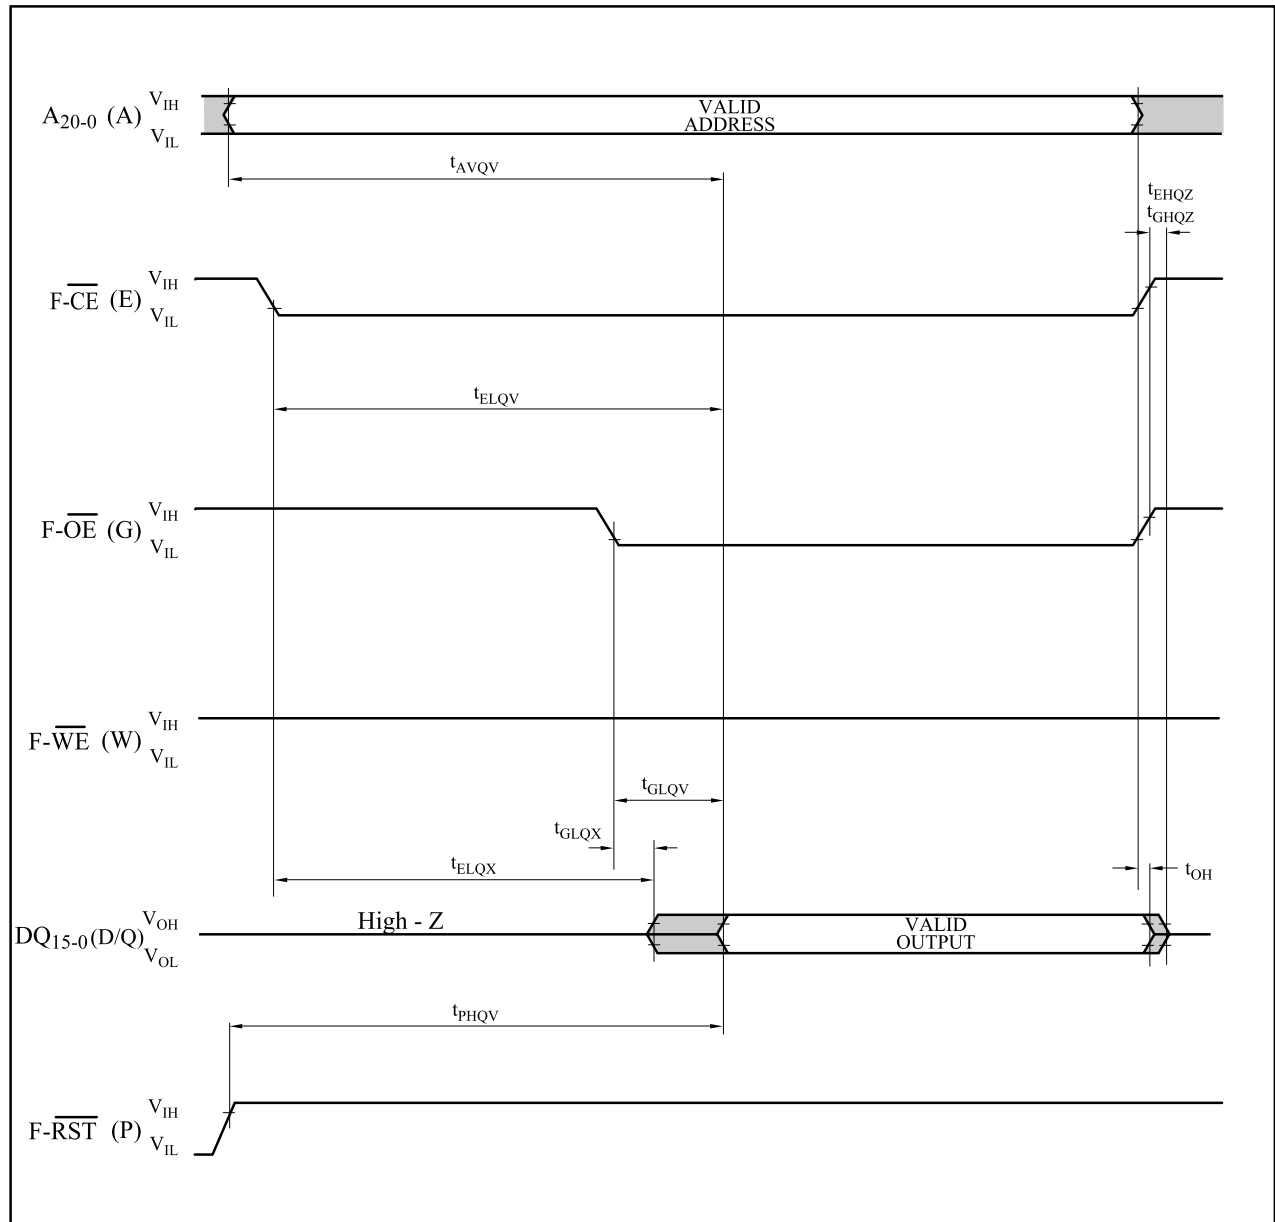 A20-0 (A) VIH
VIL
VALID
ADDRESS
tAVQV
tEHQZ
tGHQZ
F-CE (E) VIH
VIL
tELQV
F-OE (G) VIH
VIL
F-WE (W) VIH
VIL
tGLQV
tGLQX
tELQX
tOH
DQ15-0 (D/Q) VOH
VOL
High - Z
VALID
OUTPUT
tPHQV
F-RST (P) VIH
VIL